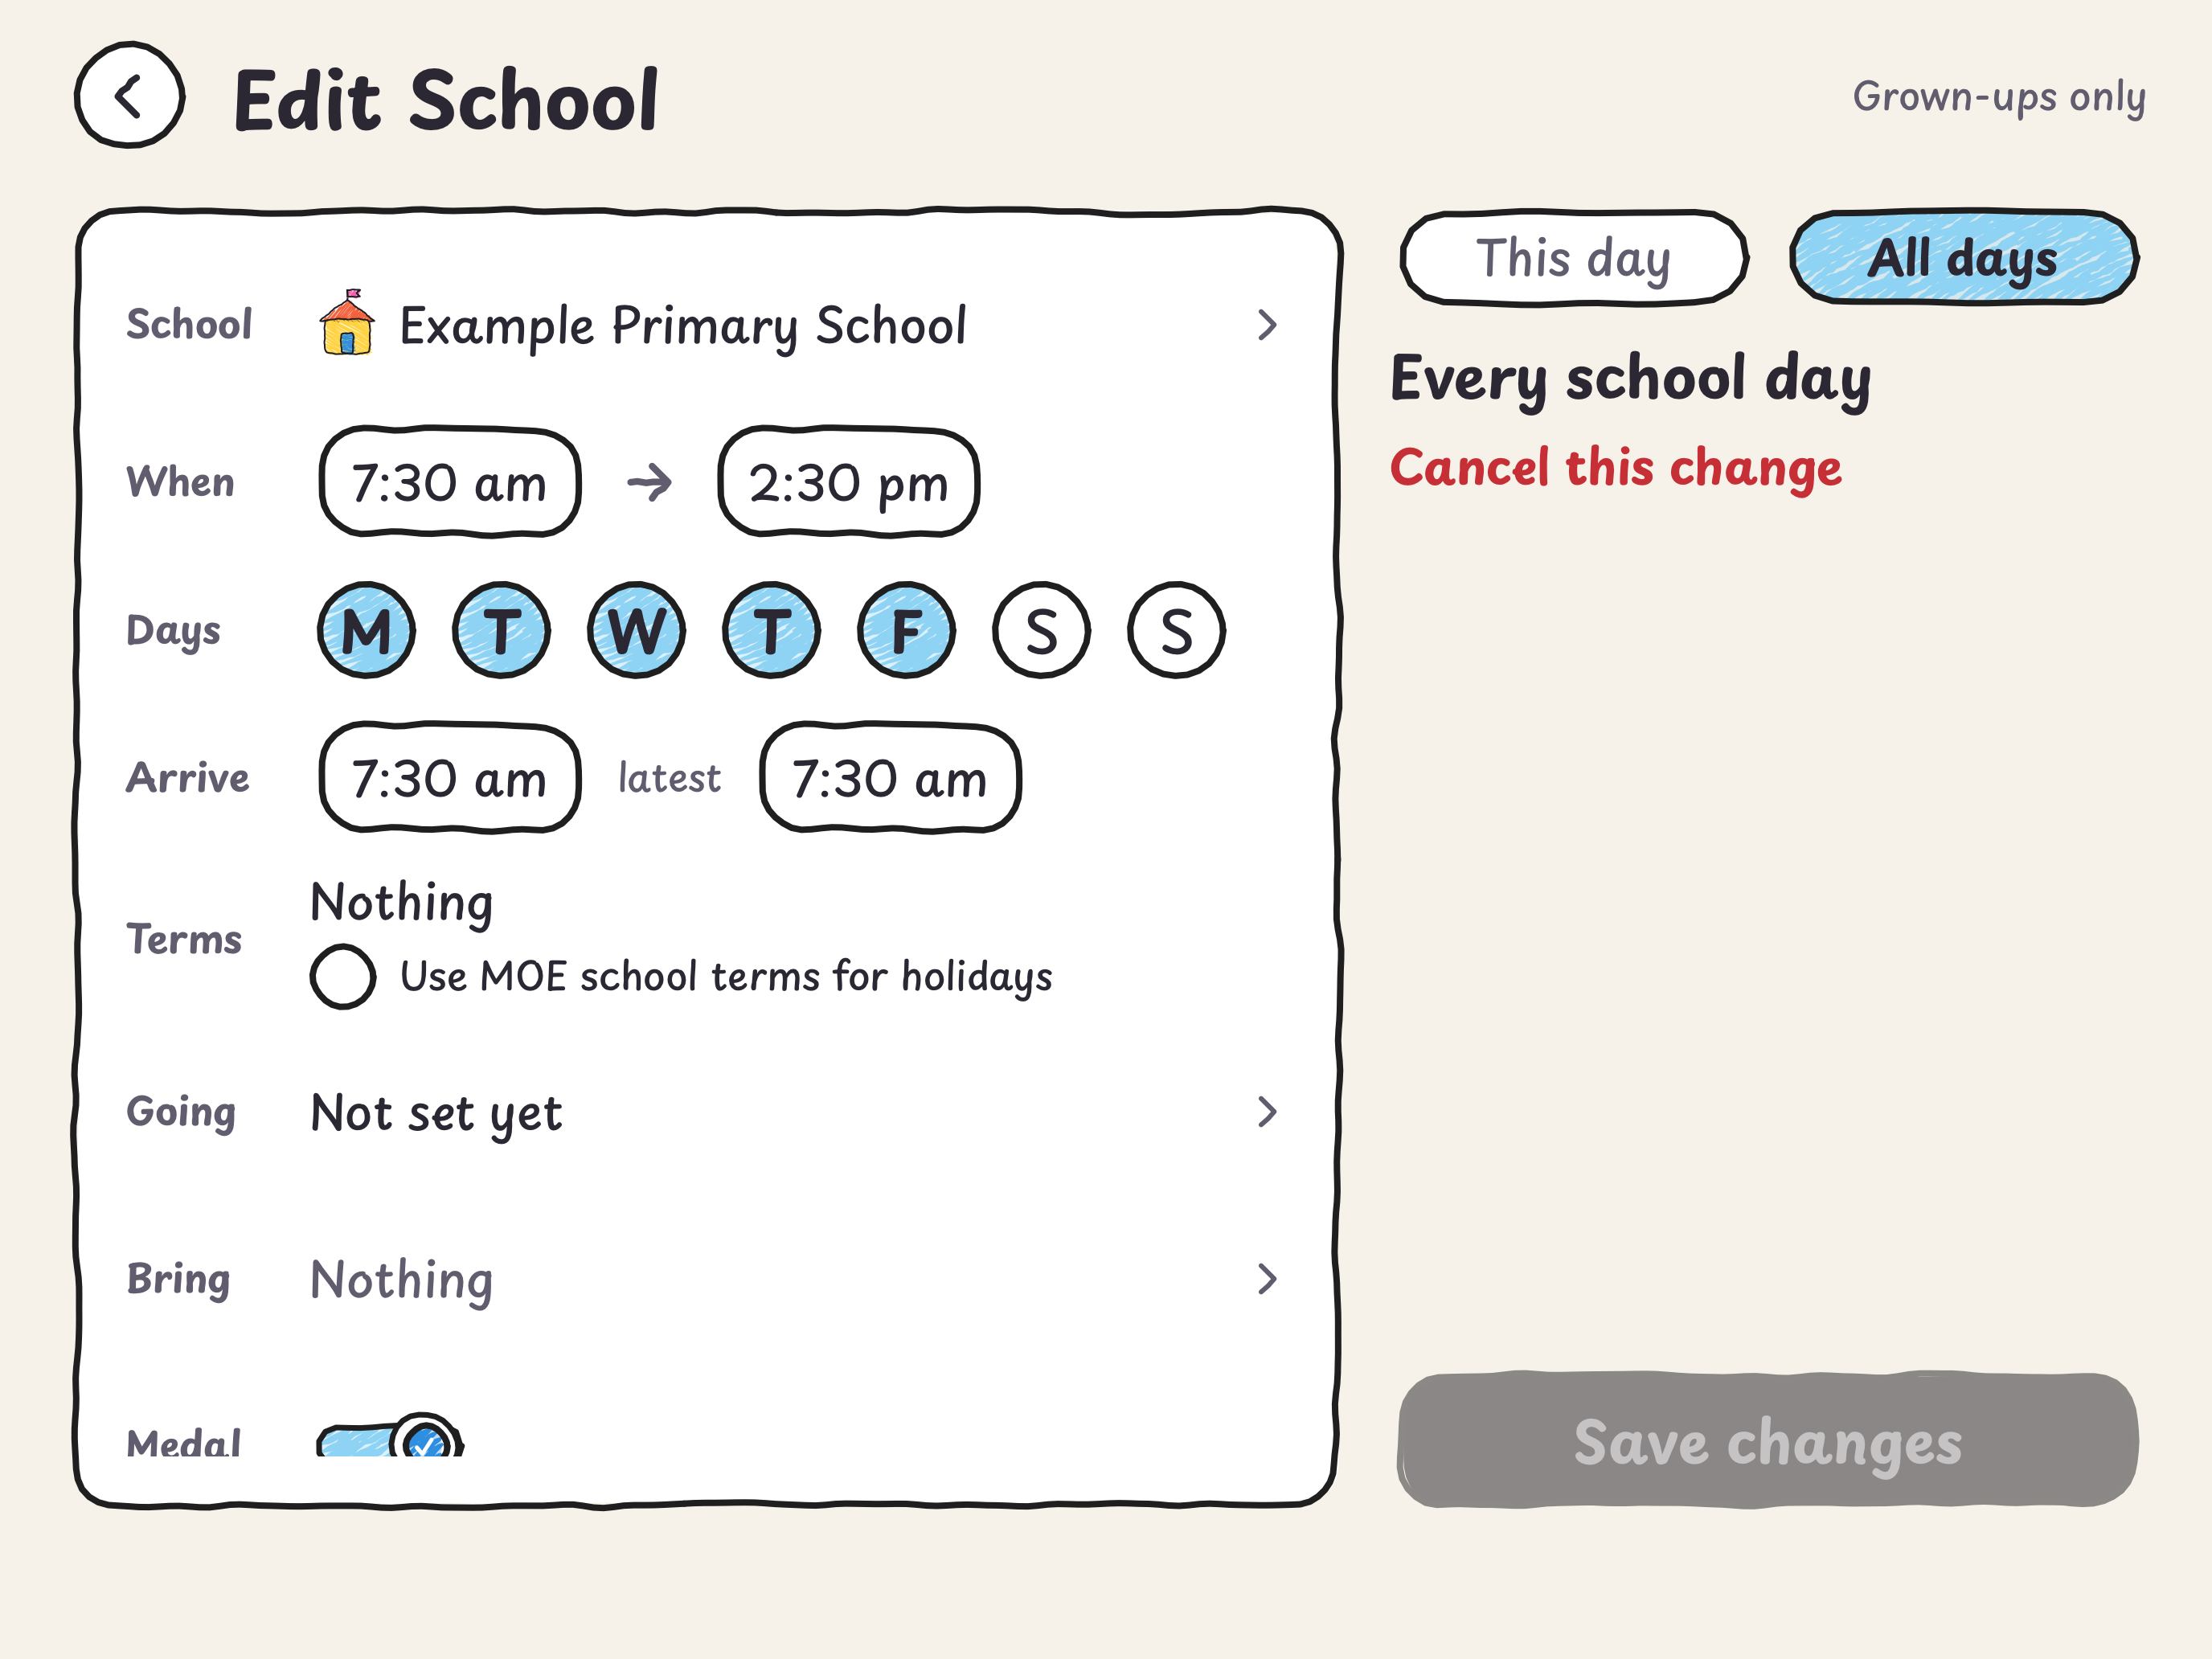 Edit School
Grown-ups only
School Example Primary School
When 7:30 am → 2:30 pm
Days M T W T F S S
Arrive 7:30 am latest 7:30 am
Terms Nothing
Use MOE school terms for holidays
Going Not set yet
Bring Nothing
Medal
This day All days
Every school day
Cancel this change
Save changes